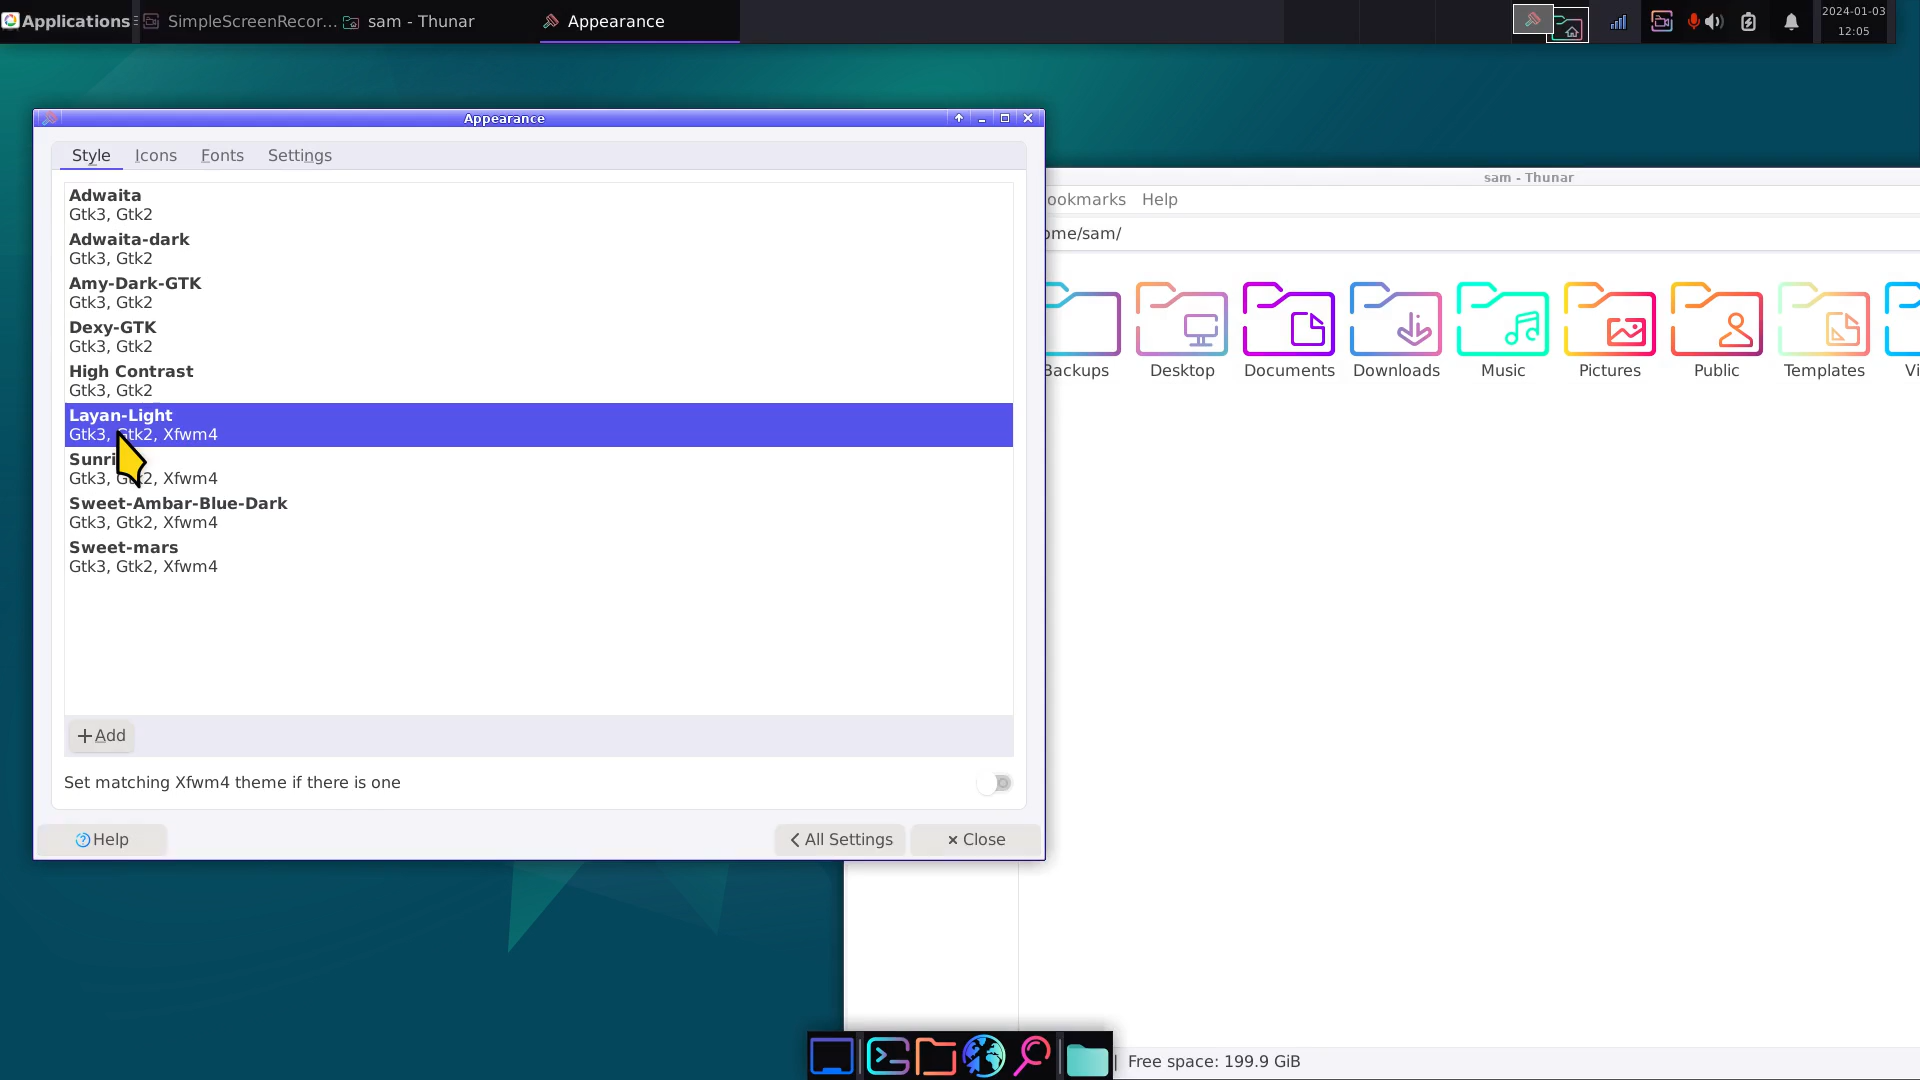 Applications
SimpleScreenRecor...
sam - Thunar
Appearance
2024-01-03
12:05
Appearance
Style
Icons
Fonts
Settings
Adwaita
Gtk3, Gtk2
Adwaita-dark
Gtk3, Gtk2
Amy-Dark-GTK
Gtk3, Gtk2
Dexy-GTK
Gtk3, Gtk2
High Contrast
Gtk3, Gtk2
Layan-Light
Gtk3, Gtk2, Xfwm4
Gtk3, Gtk2, Xfwm4
Sweet-Ambar-Blue-Dark
Gtk3, Gtk2, Xfwm4
Sweet-mars
Gtk3, Gtk2, Xfwm4
Add
Set matching Xfwm4 theme if there is one
Help
All Settings
Close
sam - Thunar
ookmarks Help
ome/sam/
Backups
Desktop
Documents
Downloads
Music
Pictures
Public
Templates
Vi
Free space: 199.9 GiB